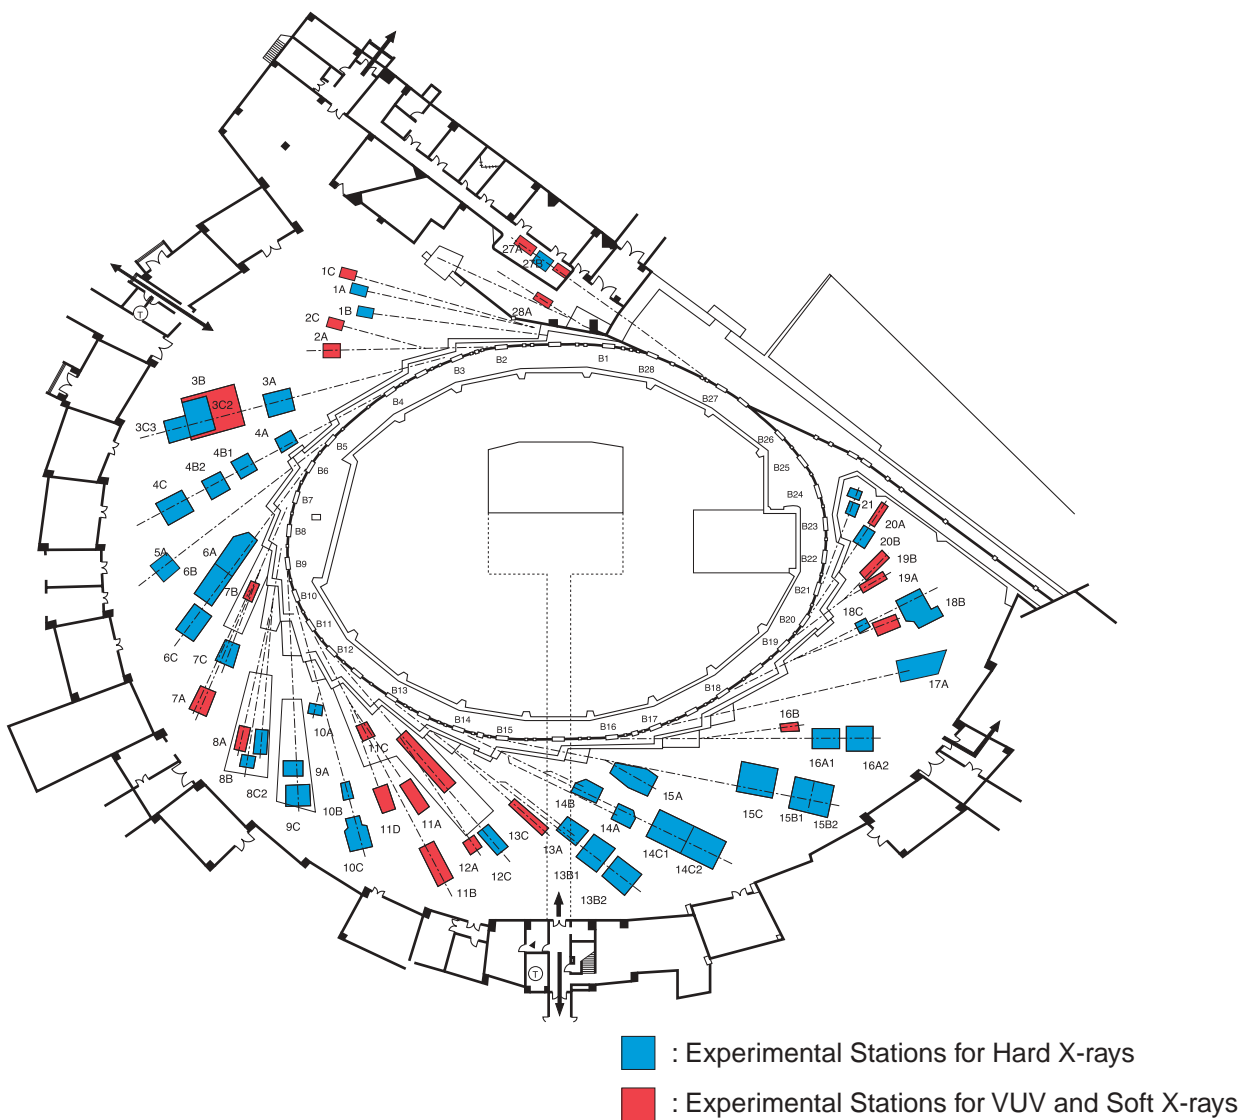 27A
27B
1C
1A
1B
2C
2A
28A
B2
B1
B3
B28
B4
B27
3B
3A
3C2
3C3
4A
B5
B26
4B1
4B2
B6
B25
4C
B7
B24
21
20A
B8
B23
20B
5A
6A
6B
B9
B22
19B
19A
7B
B10
B21
18C
18B
B11
B20
6C
7C
B12
B19
17A
7A
B13
B18
8A
10A
11C
B14
B15
B16
B17
16B
8B
9A
16A1
16A2
8C2
10B
9C
11D
11A
14B
15A
15C
15B1
15B2
10C
13C
14A
12A
12C
13A
14C1
14C2
11B
13B1
13B2
T
T
: Experimental Stations for Hard X-rays
: Experimental Stations for VUV and Soft X-rays